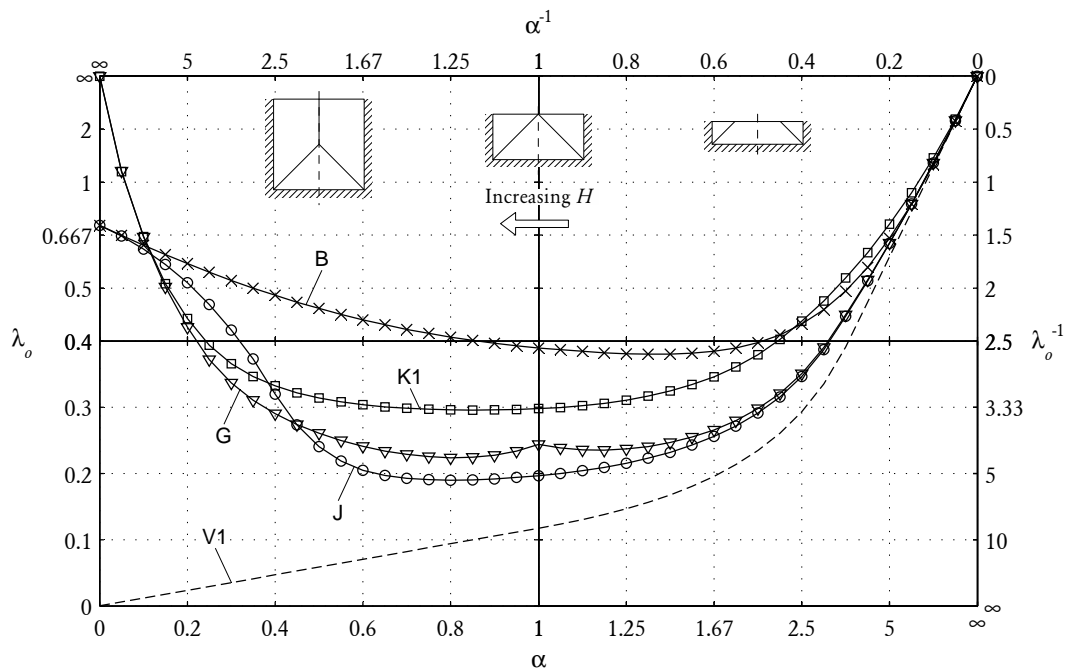 α-1
∞ 5 2.5 1.67 1.25 1 0.8 0.6 0.4 0.2 0
∞ 0
2 0.5
1 1
Increasing H
0.667 1.5
B
0.5 2
λo 0.4 2.5 λo-1
K1
0.3 3.33
G
0.2 5
J
V1
0.1 10
0 ∞
0 0.2 0.4 0.6 0.8 1 1.25 1.67 2.5 5 ∞
α